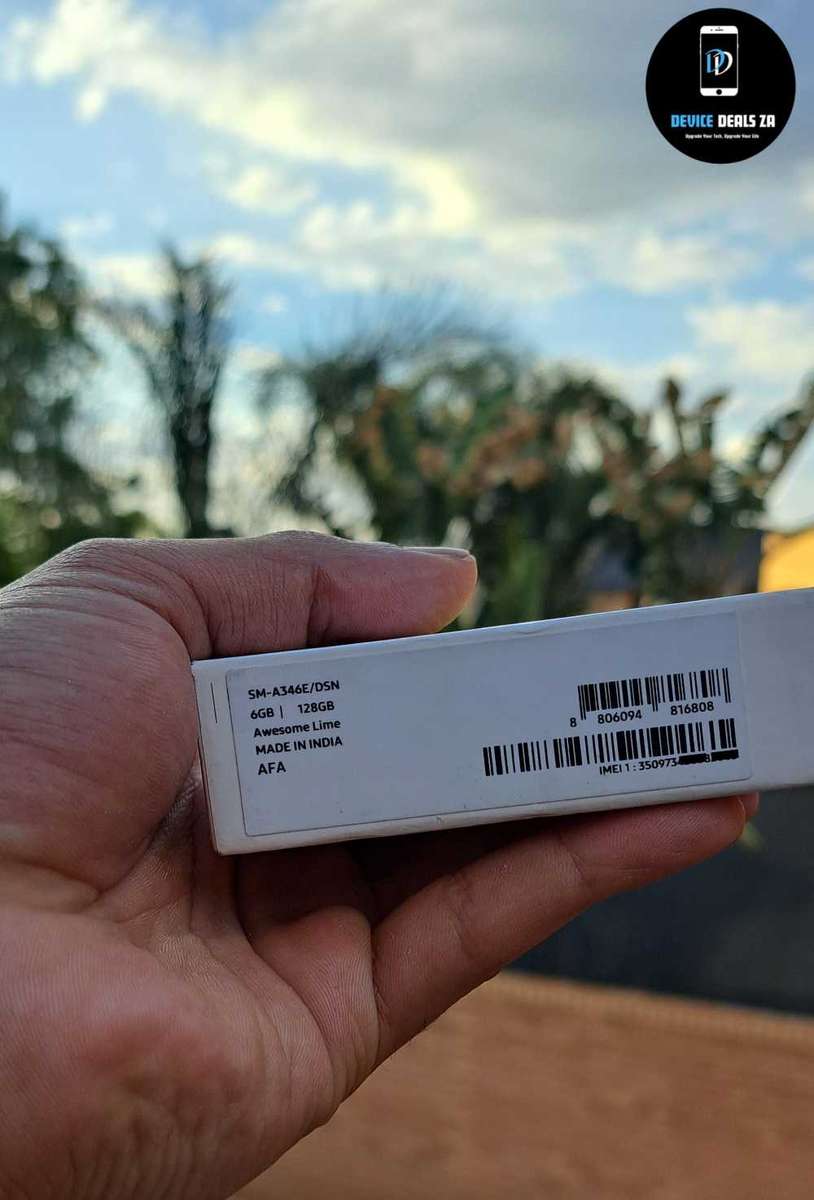 DEVICE DEALS ZA
Upgrade Your Tech, Upgrade Your Life
SM-A346E/DSN
6GB | 128GB
Awesome Lime
MADE IN INDIA
AFA
8 806094 816808
IMEI 1 : 350973